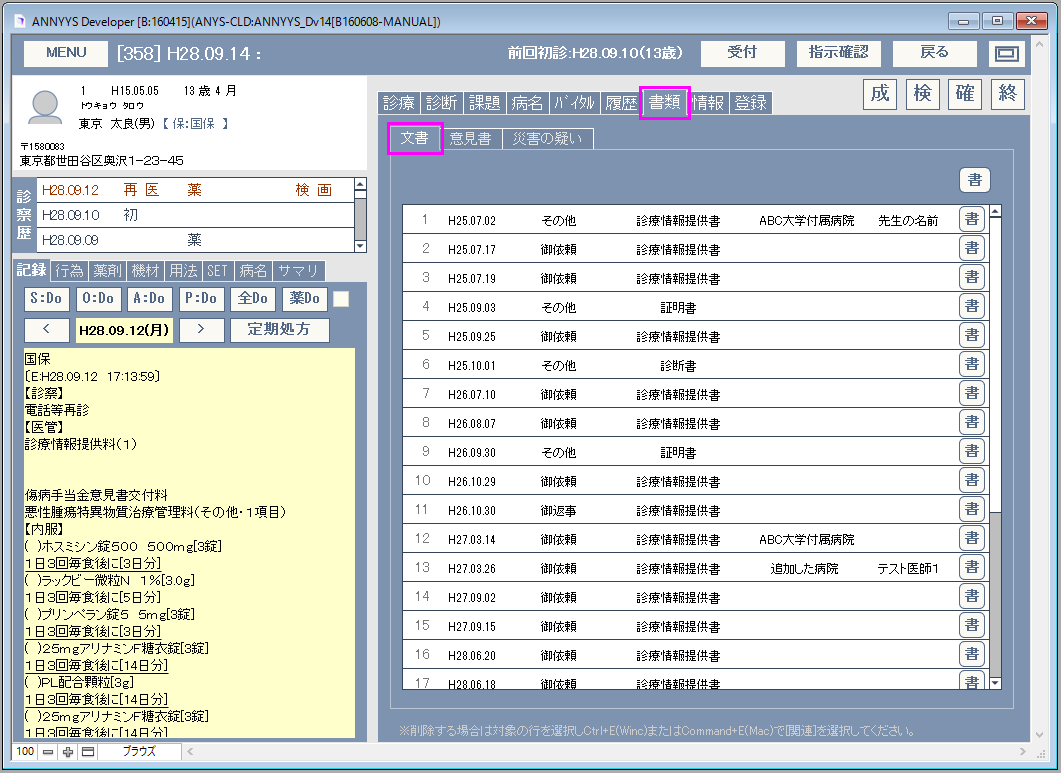 ANNYYS Developer [B:160415](ANYS-CLD:ANNYYS_Dv14[B160608-MANUAL])
MENU [358] H28.09.14 : 前回初診:H28.09.10(13歳) 受付 指示確認 戻る
1 H15.05.05 13 歳 4 月
トウキョウ タロウ
東京 太良(男) 【 保:国保 】
〒1580083
東京都世田谷区奥沢1-23-45
診察歴
H28.09.12 再 医 薬 検 画
H28.09.10 初
H28.09.09 薬
記録 行為 薬剤 機材 用法 SET 病名 サマリ
S:Do O:Do A:Do P:Do 全Do 薬Do
< H28.09.12(月) > 定期処方
国保
[E:H28.09.12 17:13:59]
【診察】
電話等再診
【医管】
診療情報提供料(1)
傷病手当金意見書交付料
悪性腫瘍特異物質治療管理料(その他・1項目)
【内服】
( )ホスミシン錠500 500mg[3錠]
1日3回毎食後に[3日分]
( )ラックビー微粒N 1%[3.0g]
1日3回毎食後に[5日分]
( )プリンペラン錠5 5mg[3錠]
1日3回毎食後に[3日分]
( )25mgアリナミンF糖衣錠[3錠]
1日3回毎食後に[14日分]
( )PL配合顆粒[3g]
1日3回毎食後に[14日分]
( )25mgアリナミンF糖衣錠[3錠]
1日3回毎食後に[14日分]
100 ブラウズ
成 検 確 終
診療 診断 課題 病名 バイタル 履歴 書類 情報 登録
文書 意見書 災害の疑い
書
1 H25.07.02 その他 診療情報提供書 ABC大学付属病院 先生の名前 書
2 H25.07.17 御依頼 診療情報提供書 書
3 H25.07.19 御依頼 診療情報提供書 書
4 H25.09.03 その他 証明書 書
5 H25.09.25 御依頼 診療情報提供書 書
6 H25.10.01 その他 診断書 書
7 H26.07.10 御依頼 診療情報提供書 書
8 H26.08.07 御依頼 診療情報提供書 書
9 H26.09.30 その他 証明書 書
10 H26.10.29 御依頼 診療情報提供書 書
11 H26.10.30 御返事 診療情報提供書 書
12 H27.03.14 御依頼 診療情報提供書 ABC大学付属病院 書
13 H27.03.26 御依頼 診療情報提供書 追加した病院 テスト医師1 書
14 H27.09.02 御依頼 診療情報提供書 書
15 H27.09.15 御依頼 診療情報提供書 書
16 H28.06.20 御依頼 診療情報提供書 書
17 H28.06.18 御依頼 診療情報提供書 書
※削除する場合は対象の行を選択しCtrl+E(Winc)またはCommand+E(Mac)で[関連]を選択してください。